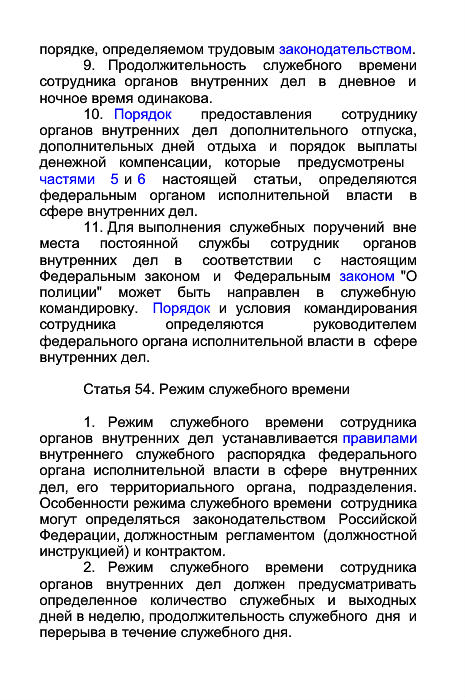 порядке, определяемом трудовым законодательством.
9. Продолжительность служебного времени
сотрудника органов внутренних дел в дневное и
ночное время одинакова.
10. Порядок предоставления сотруднику
органов внутренних дел дополнительного отпуска,
дополнительных дней отдыха и порядок выплаты
денежной компенсации, которые предусмотрены
частями 5 и 6 настоящей статьи, определяются
федеральным органом исполнительной власти в
сфере внутренних дел.
11. Для выполнения служебных поручений вне
места постоянной службы сотрудник органов
внутренних дел в соответствии с настоящим
Федеральным законом и Федеральным законом "О
полиции" может быть направлен в служебную
командировку. Порядок и условия командирования
сотрудника определяются руководителем
федерального органа исполнительной власти в сфере
внутренних дел.
Статья 54. Режим служебного времени
1. Режим служебного времени сотрудника
органов внутренних дел устанавливается правилами
внутреннего служебного распорядка федерального
органа исполнительной власти в сфере внутренних
дел, его территориального органа, подразделения.
Особенности режима служебного времени сотрудника
могут определяться законодательством Российской
Федерации, должностным регламентом (должностной
инструкцией) и контрактом.
2. Режим служебного времени сотрудника
органов внутренних дел должен предусматривать
определенное количество служебных и выходных
дней в неделю, продолжительность служебного дня и
перерыва в течение служебного дня.